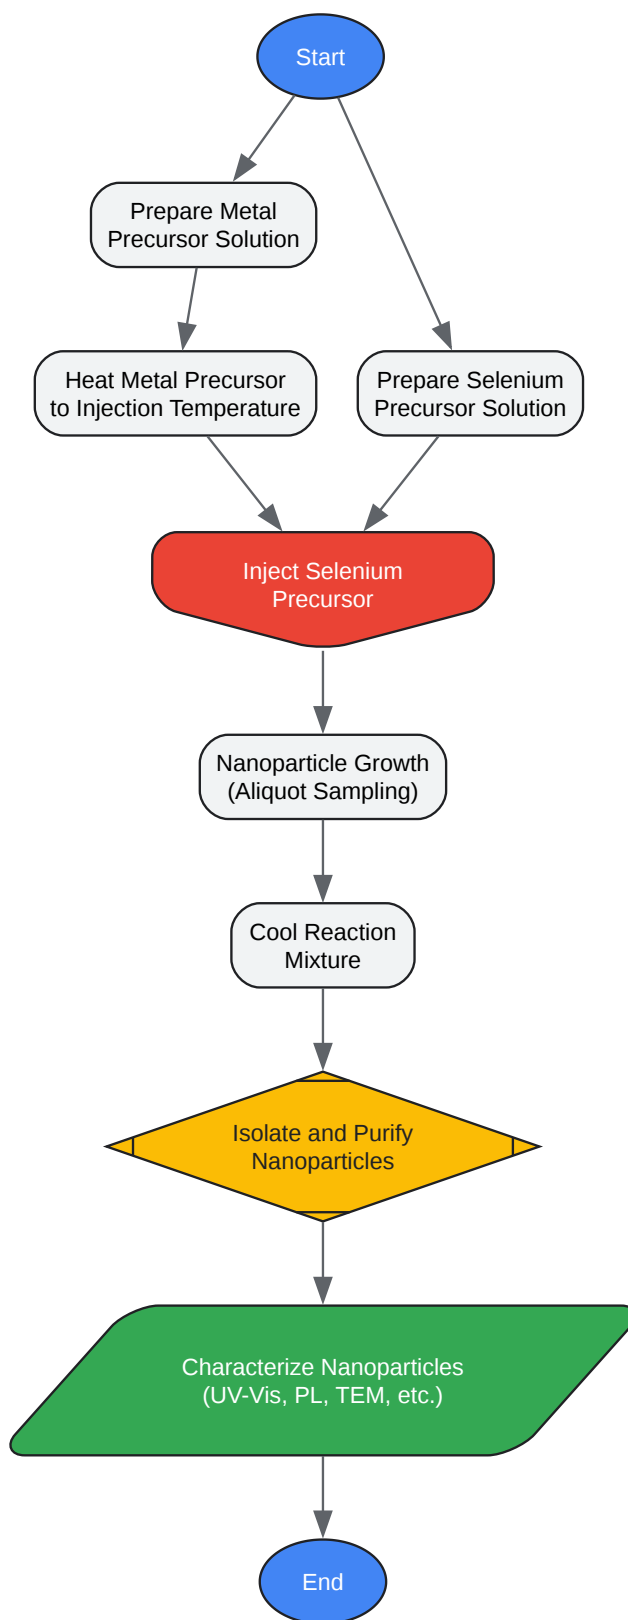 Start
Prepare Metal
Precursor Solution
Heat Metal Precursor
to Injection Temperature
Prepare Selenium
Precursor Solution
Inject Selenium
Precursor
Nanoparticle Growth
(Aliquot Sampling)
Cool Reaction
Mixture
Isolate and Purify
Nanoparticles
Characterize Nanoparticles
(UV-Vis, PL, TEM, etc.)
End